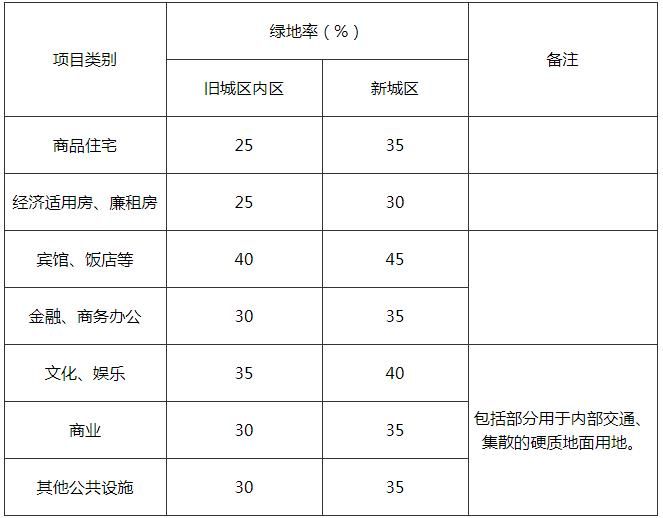 项目类别
绿地率（%）
备注
旧城区内区
新城区
商品住宅
25
35
经济适用房、廉租房
25
30
宾馆、饭店等
40
45
金融、商务办公
30
35
文化、娱乐
35
40
包括部分用于内部交通、
集散的硬质地面用地。
商业
30
35
其他公共设施
30
35